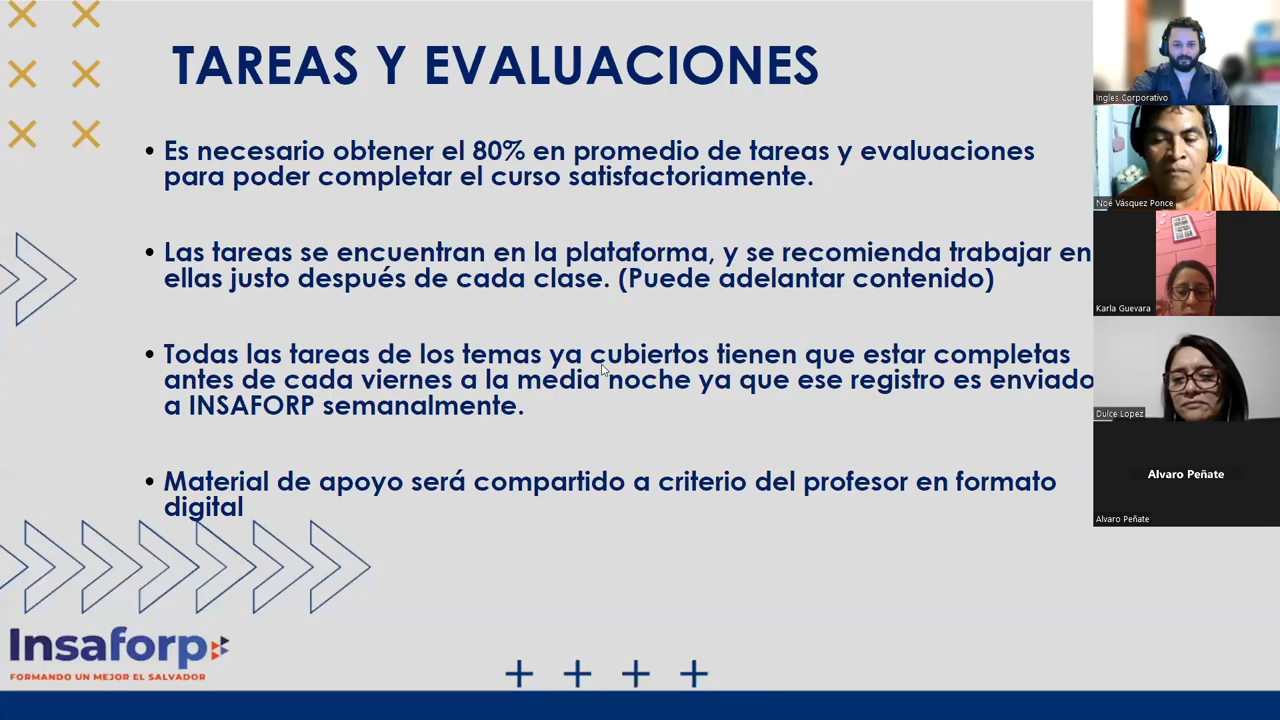 TAREAS Y EVALUACIONES
• Es necesario obtener el 80% en promedio de tareas y evaluaciones
para poder completar el curso satisfactoriamente.
• Las tareas se encuentran en la plataforma, y se recomienda trabajar en
ellas justo después de cada clase. (Puede adelantar contenido)
• Todas las tareas de los temas ya cubiertos tienen que estar completas
antes de cada viernes a la media noche ya que ese registro es enviado
a INSAFORP semanalmente.
• Material de apoyo será compartido a criterio del profesor en formato
digital
Insaforp
FORMANDO UN MEJOR EL SALVADOR
Ingles Corporativo
Noé Vásquez Ponce
Karla Guevara
Dulce Lopez
Alvaro Peñate
Alvaro Peñate